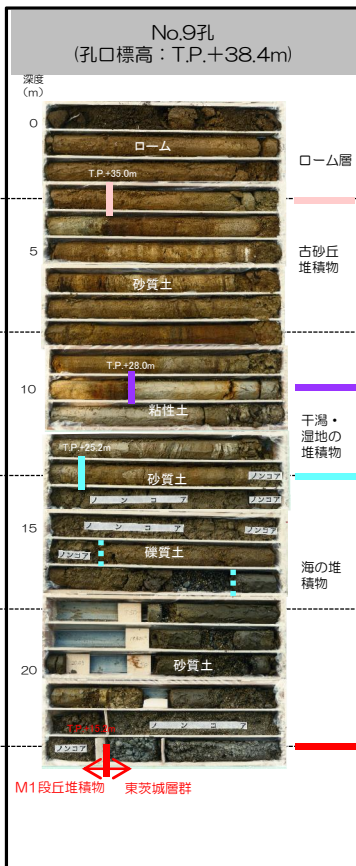 No.9孔
(孔口標高：T.P.+38.4m)
深度
(m)
0
ローム
ローム層
T.P.+35.0m
5
古砂丘
堆積物
砂質土
T.P.+28.0m
10
粘性土
干潟・
湿地の
堆積物
T.P.+25.2m
砂質土
ノンコア
ノンコア
ノンコア
15
ノンコア
ノンコア
ノンコア
礫質土
海の堆
積物
20
砂質土
ノンコア
ノンコア
M1段丘堆積物
東茨城層群